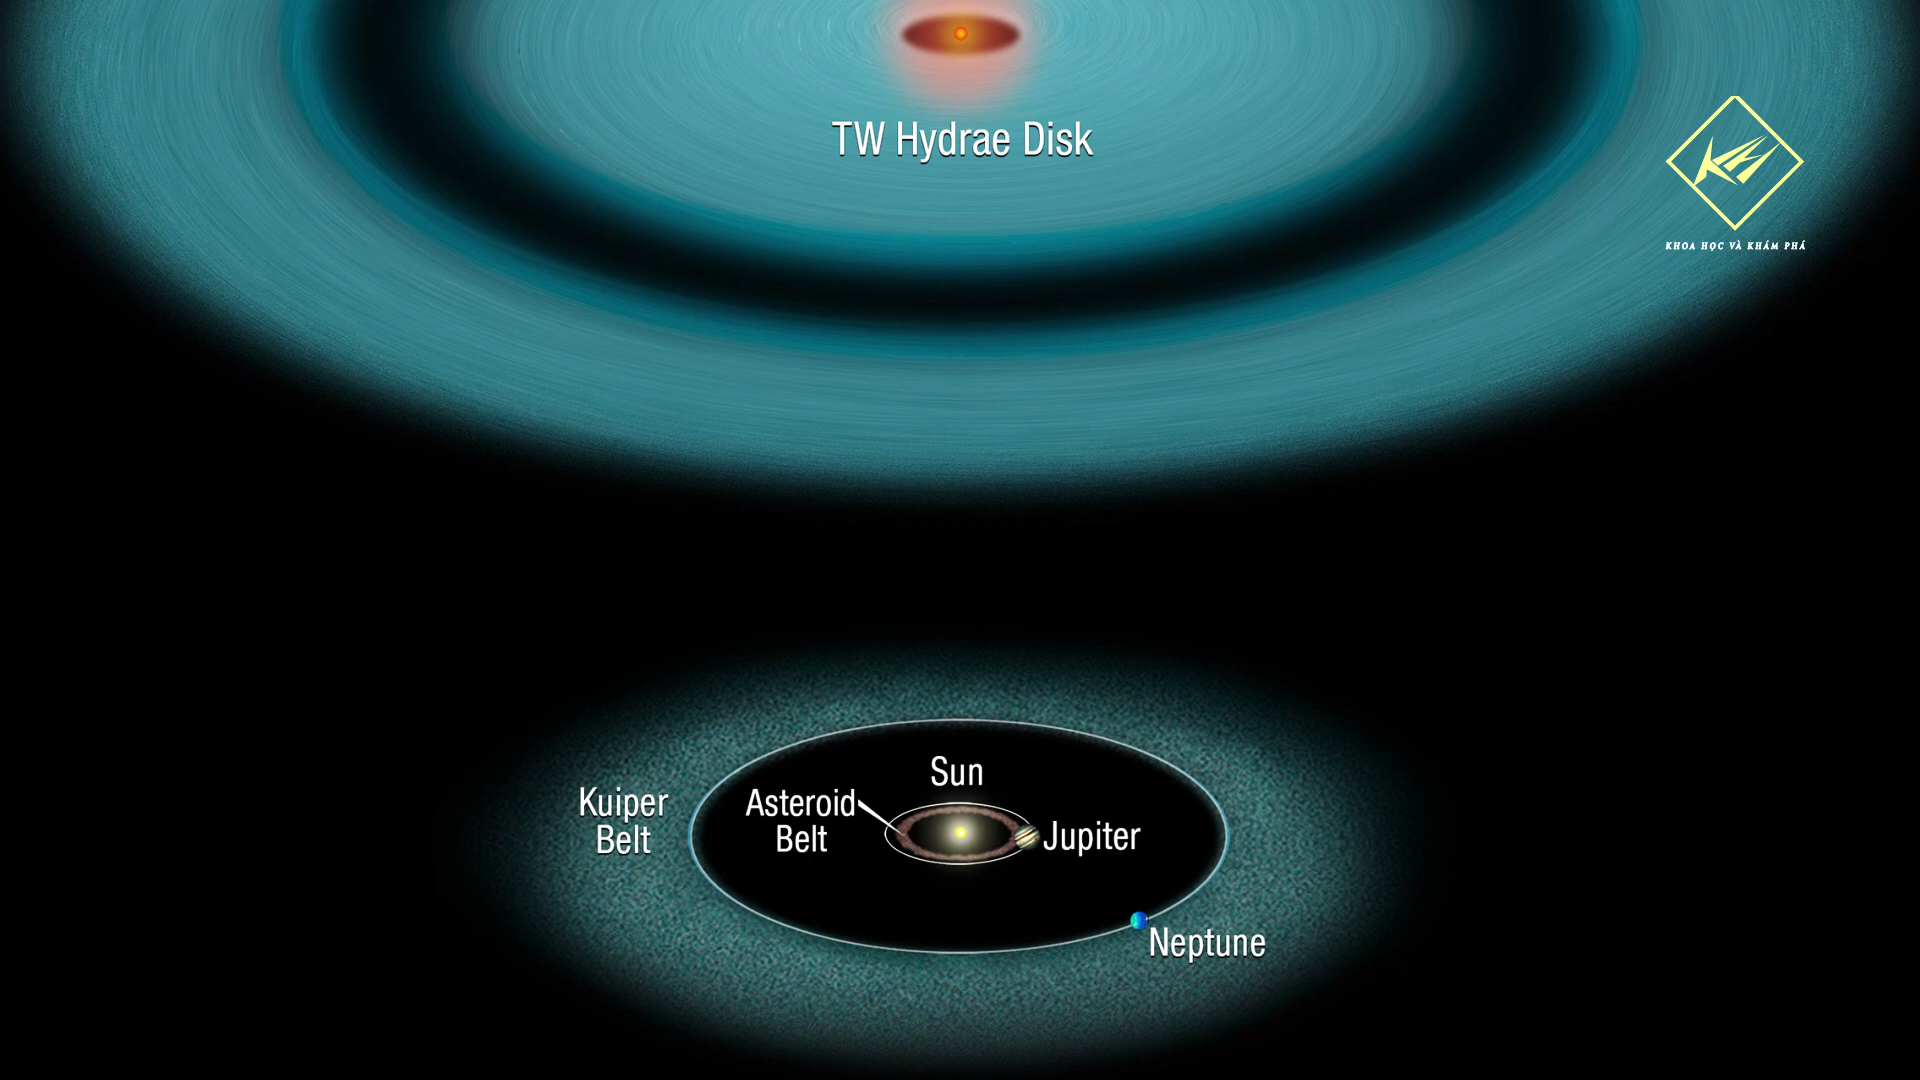 TW Hydrae Disk
KHOA HỌC VÀ KHÁM PHÁ
Sun
Kuiper
Belt
Asteroid
Belt
Jupiter
Neptune